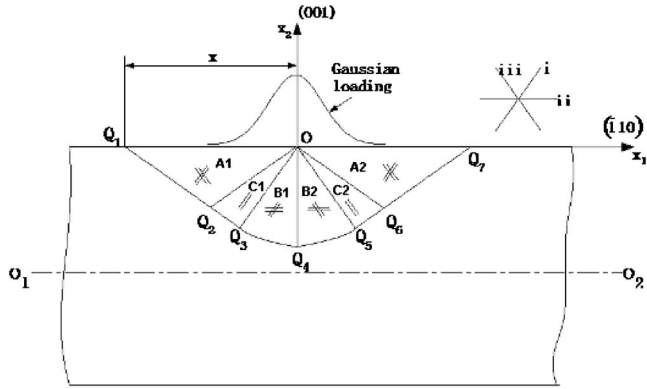 (001)
x₂
x
Gaussian
loading
iii
i
ii
Q₁
O
Q₇
(1̄10)
x₁
A1
A2
C1
B1
B2
C2
Q₂
Q₃
Q₄
Q₅
Q₆
O₁
O₂